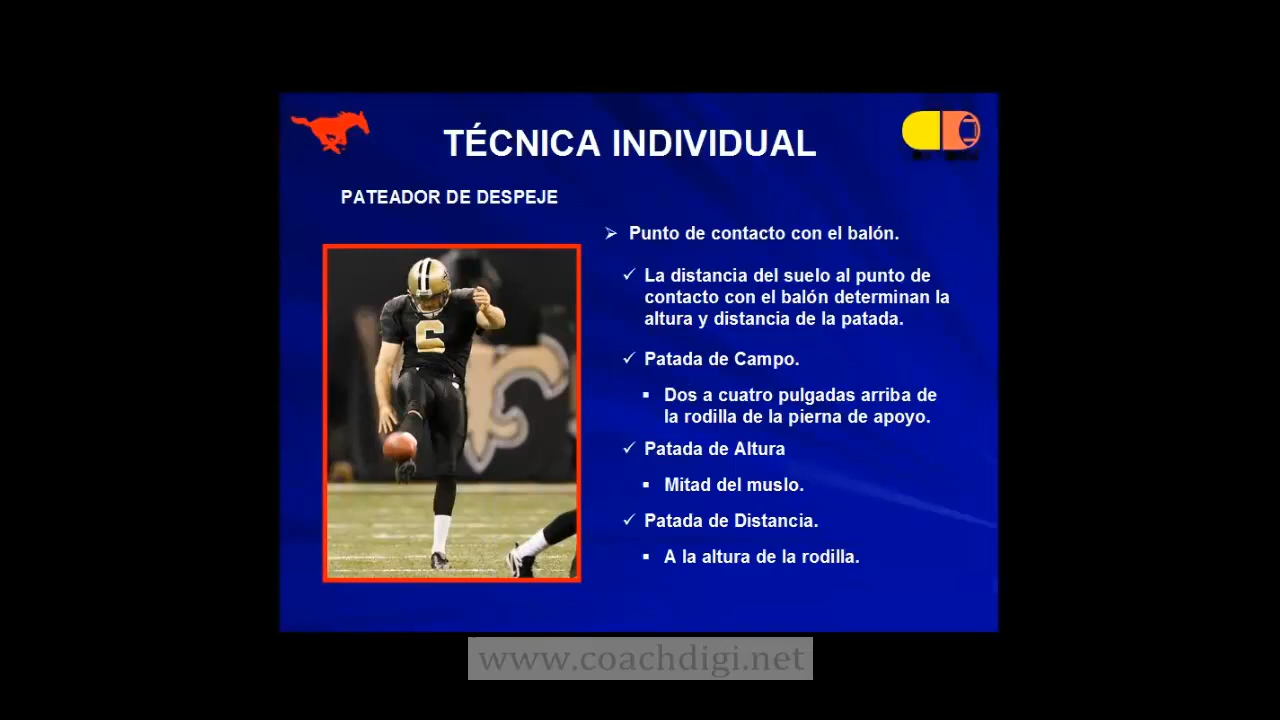 TÉCNICA INDIVIDUAL
PATEADOR DE DESPEJE
Punto de contacto con el balón.
La distancia del suelo al punto de
contacto con el balón determinan la
altura y distancia de la patada.
Patada de Campo.
Dos a cuatro pulgadas arriba de
la rodilla de la pierna de apoyo.
Patada de Altura
Mitad del muslo.
Patada de Distancia.
A la altura de la rodilla.
6
www.coachdigi.net